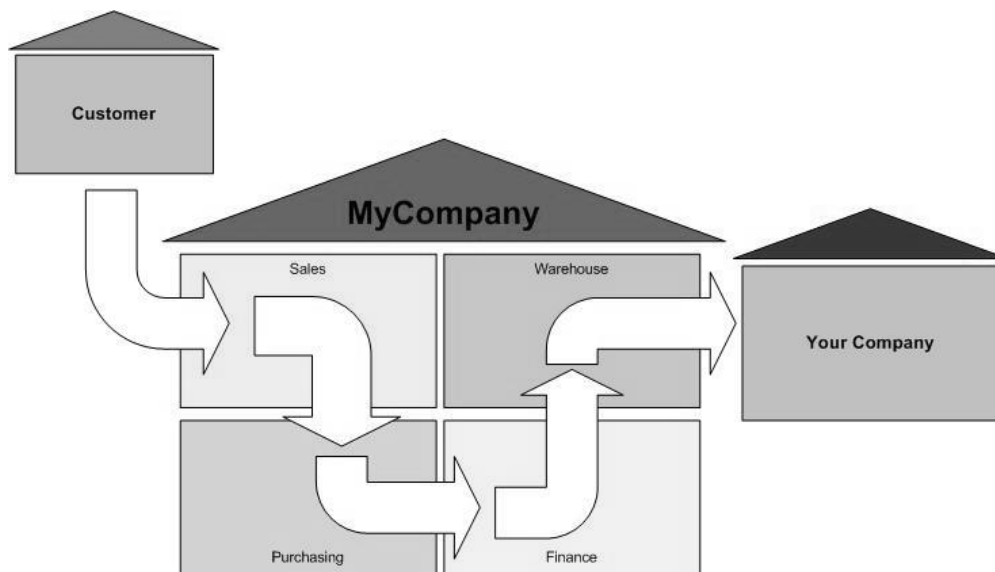 Customer
MyCompany
Sales
Warehouse
Your Company
Purchasing
Finance